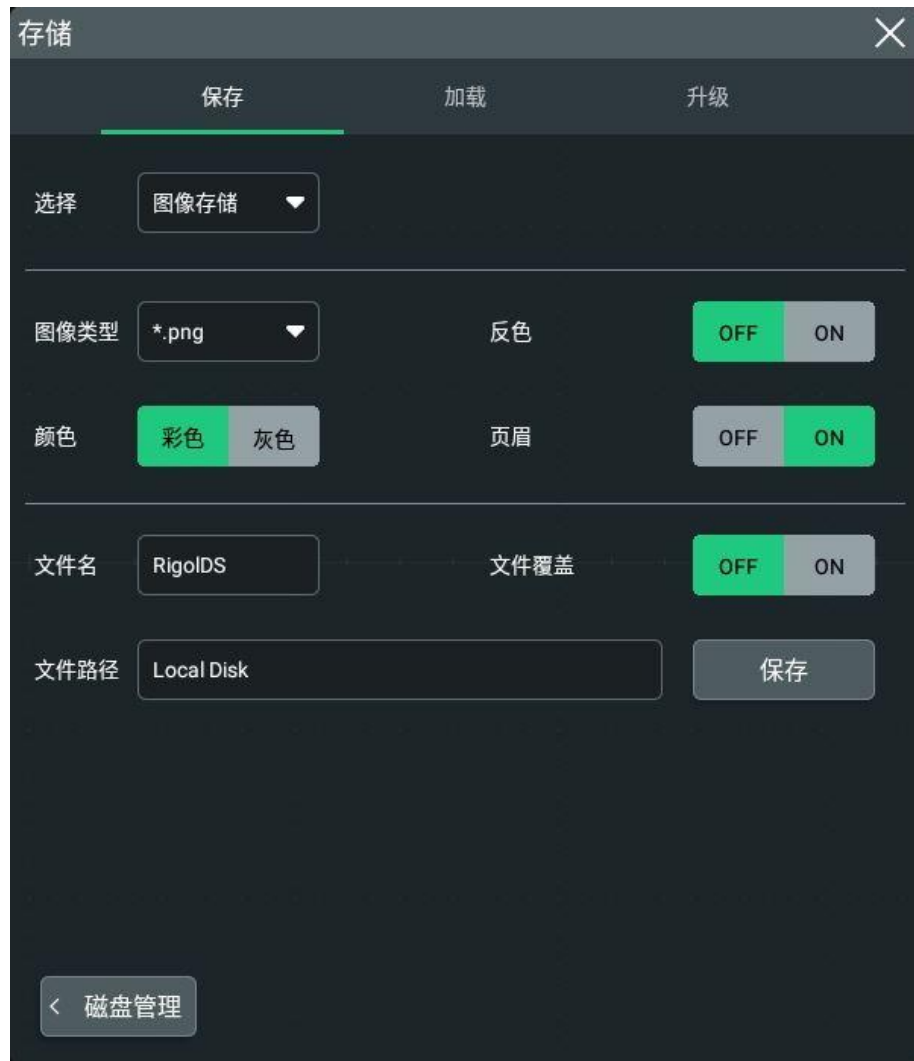 存储
保存 加载 升级
选择 图像存储
图像类型 *.png 反色 OFF ON
颜色 彩色 灰色 页眉 OFF ON
文件名 RigolDS 文件覆盖 OFF ON
文件路径 Local Disk 保存
磁盘管理